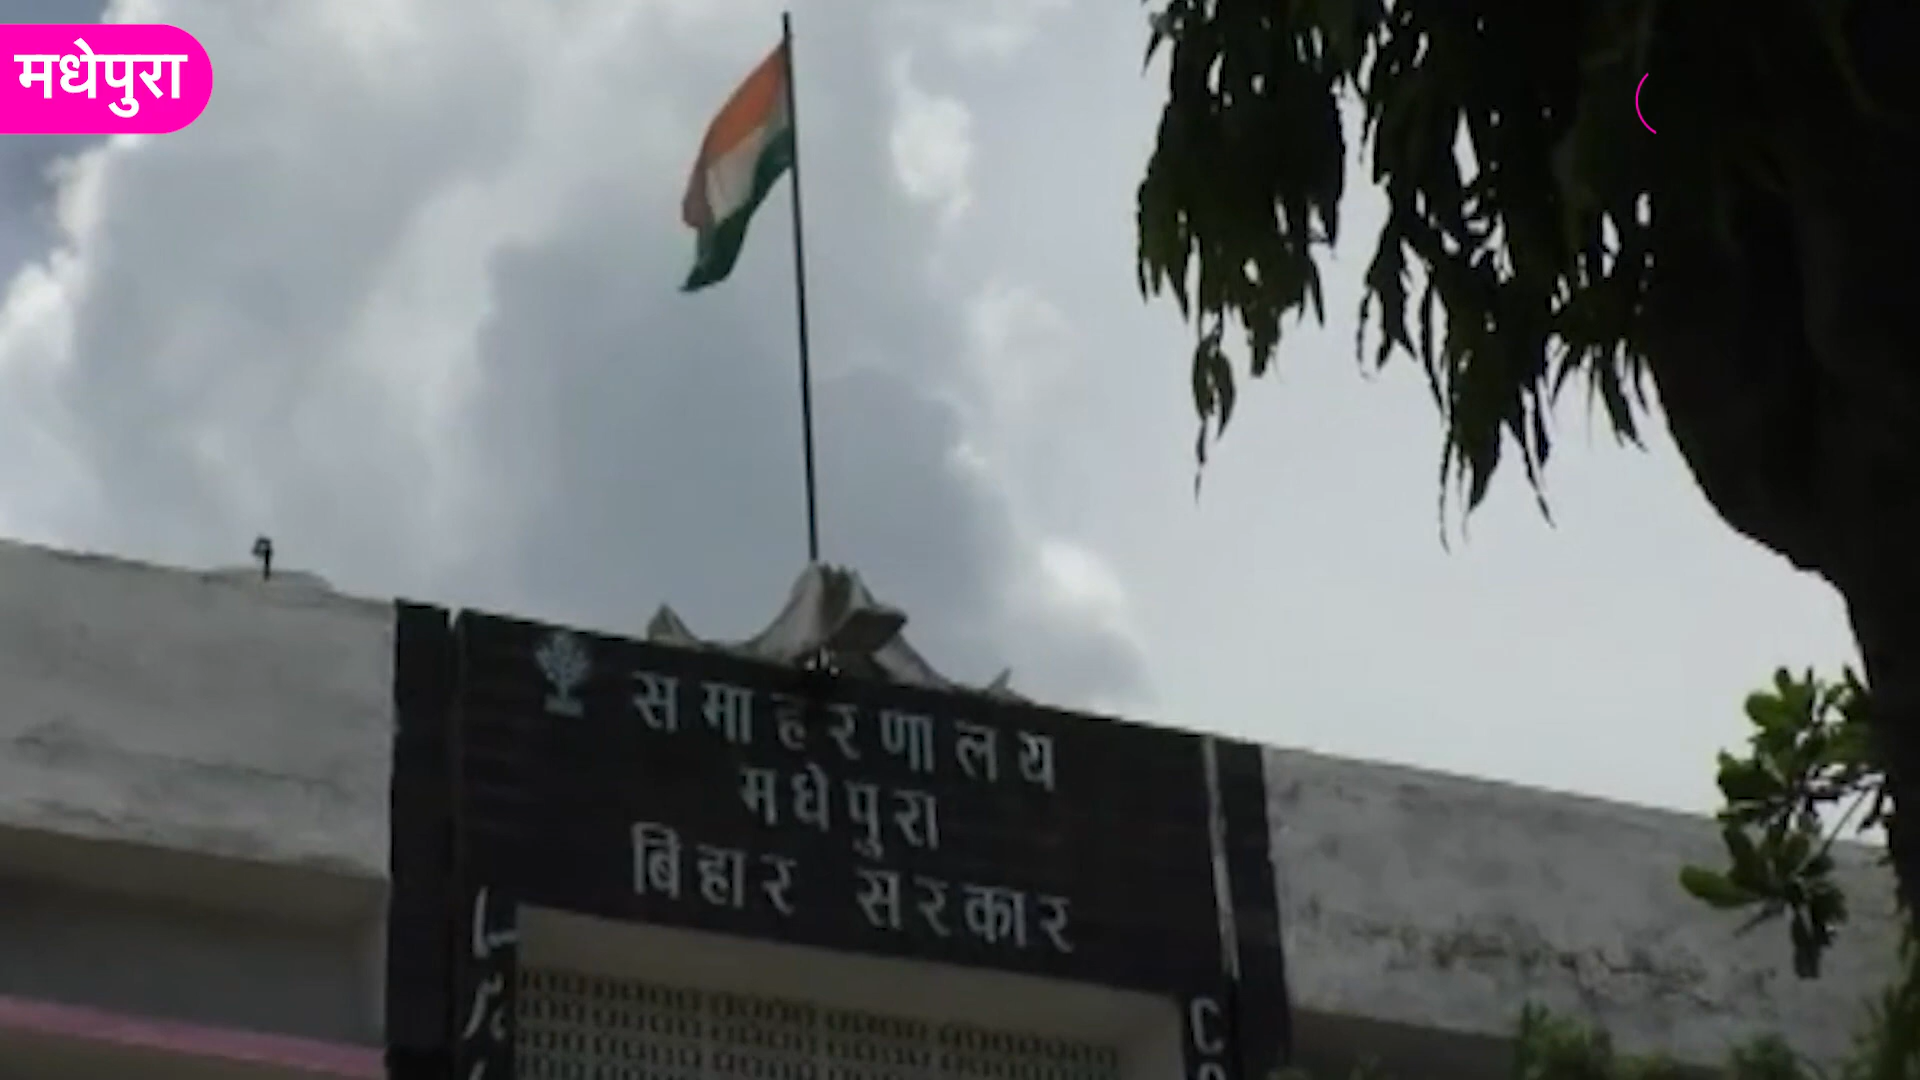 मधेपुरा
समाहरणालय
मधेपुरा
बिहार सरकार